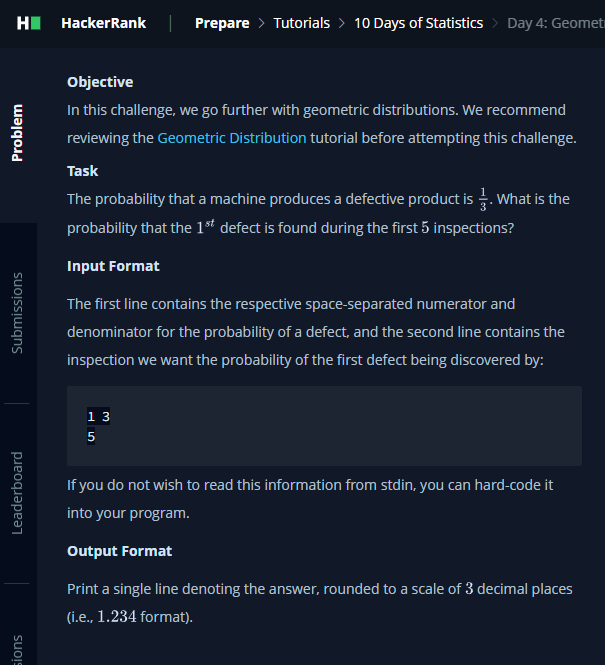 H HackerRank | Prepare > Tutorials > 10 Days of Statistics > Day 4: Geomet
Problem
Submissions
Leaderboard
Objective
In this challenge, we go further with geometric distributions. We recommend
reviewing the Geometric Distribution tutorial before attempting this challenge.
Task
The probability that a machine produces a defective product is 1/3. What is the
probability that the 1st defect is found during the first 5 inspections?
Input Format
The first line contains the respective space-separated numerator and
denominator for the probability of a defect, and the second line contains the
inspection we want the probability of the first defect being discovered by:
1 3
5
If you do not wish to read this information from stdin, you can hard-code it
into your program.
Output Format
Print a single line denoting the answer, rounded to a scale of 3 decimal places
(i.e., 1.234 format).
sions